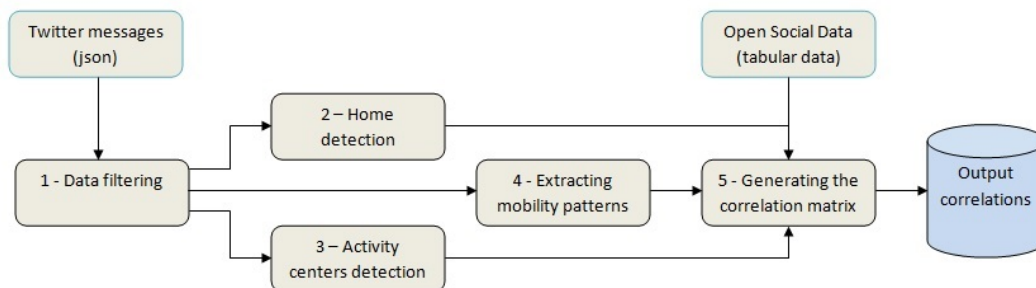 Twitter messages
(json)
Open Social Data
(tabular data)
2 – Home
detection
1 - Data filtering
4 - Extracting
mobility patterns
5 - Generating the
correlation matrix
Output
correlations
3 – Activity
centers detection